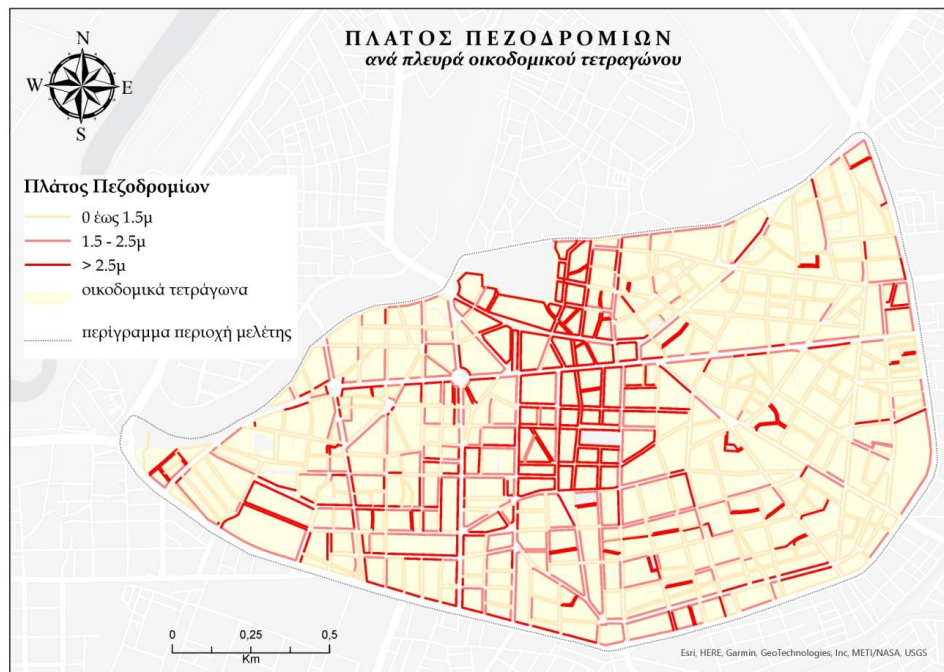 ΠΛΑΤΟΣ ΠΕΖΟΔΡΟΜΙΩΝ
ανά πλευρά οικοδομικού τετραγώνου
N
W E
S
Πλάτος Πεζοδρομίων
0 έως 1.5μ
1.5 - 2.5μ
> 2.5μ
οικοδομικά τετράγωνα
περίγραμμα περιοχή μελέτης
0 0,25 0,5
Km
Esri, HERE, Garmin, GeoTechnologies, Inc, METI/NASA, USGS